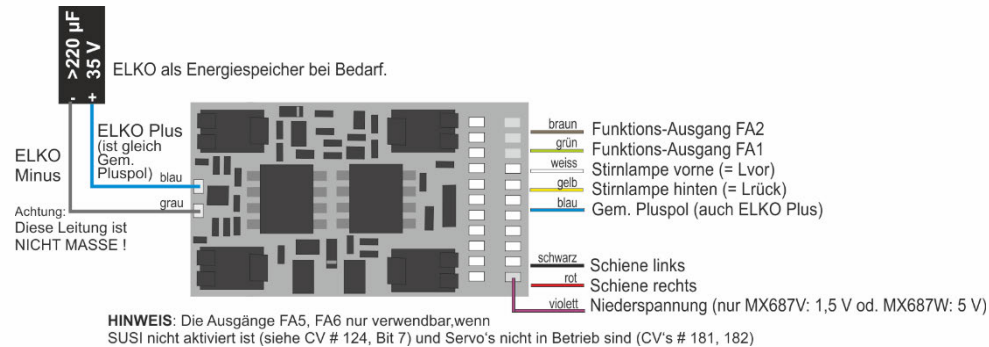 >220 µF
35 V
- +
ELKO als Energiespeicher bei Bedarf.
ELKO Plus
(ist gleich
Gem.
Pluspol)
blau
ELKO
Minus
grau
Achtung:
Diese Leitung ist
NICHT MASSE !
braun Funktions-Ausgang FA2
grün Funktions-Ausgang FA1
weiss Stirnlampe vorne (= Lvor)
gelb Stirnlampe hinten (= Lrück)
blau Gem. Pluspol (auch ELKO Plus)
schwarz Schiene links
rot Schiene rechts
violett Niederspannung (nur MX687V: 1,5 V od. MX687W: 5 V)
HINWEIS: Die Ausgänge FA5, FA6 nur verwendbar,wenn
SUSI nicht aktiviert ist (siehe CV # 124, Bit 7) und Servo's nicht in Betrieb sind (CV's # 181, 182)